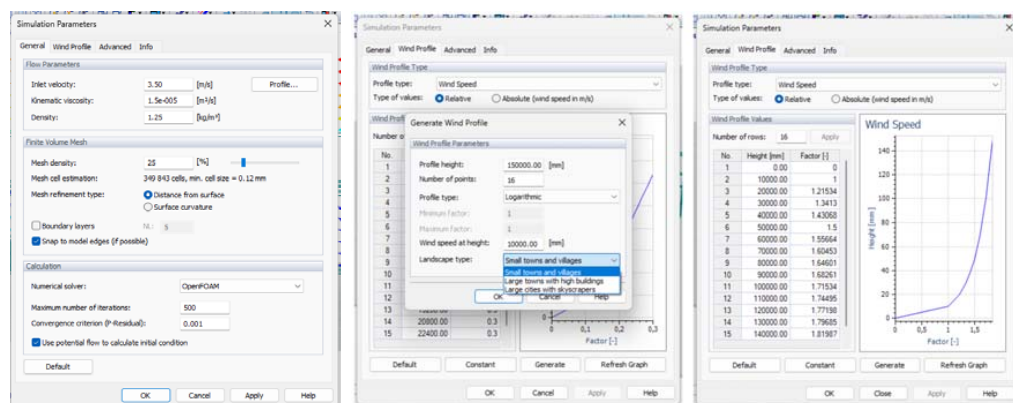 Simulation Parameters
General Wind Profile Advanced Info
Flow Parameters
Inlet velocity: 3.50 [m/s] Profile...
Kinematic viscosity: 1.5e-005 [m²/s]
Density: 1.25 [kg/m³]
Finite Volume Mesh
Mesh density: 25 [%]
Mesh cell estimation: 349 843 cells, min. cell size = 0.12 mm
Mesh refinement type: Distance from surface
Surface curvature
Boundary layers NL: 5
Snap to model edges (if possible)
Calculation
Numerical solver: OpenFOAM
Maximum number of iterations: 500
Convergence criterion (P-Residual): 0.001
Use potential flow to calculate initial condition
Default
OK Cancel Apply Help
Simulation Parameters
General Wind Profile Advanced Info
Wind Profile Type
Profile type: Wind Speed
Type of values: Relative Absolute (wind speed in m/s)
Wind Prof
Number o
No.
1
2
3
4
5
6
7
8
9
10
11
12
13
14 20800.00 0.3
15 22400.00 0.3
Generate Wind Profile
Wind Profile Parameters
Profile height: 150000.00 [mm]
Number of points: 16
Profile type: Logarithmic
Minimum factor: 1
Maximum factor: 1
Wind speed at height: 10000.00 [mm]
Landscape type: Small towns and villages
Small towns and villages
Large towns with high buildings
Large cities with skyscrapers
OK Cancel Help
0
0 0,1 0,2 0,3
Factor [-]
Default Constant Generate Refresh Graph
OK Cancel Apply Help
Simulation Parameters
General Wind Profile Advanced Info
Wind Profile Type
Profile type: Wind Speed
Type of values: Relative Absolute (wind speed in m/s)
Wind Profile Values
Number of rows: 16 Apply
No. Height [mm] Factor [-]
1 0.00 0
2 10000.00 1
3 20000.00 1.21534
4 30000.00 1.3413
5 40000.00 1.43068
6 50000.00 1.5
7 60000.00 1.55664
8 70000.00 1.60453
9 80000.00 1.64601
10 90000.00 1.68261
11 100000.00 1.71534
12 110000.00 1.74495
13 120000.00 1.77198
14 130000.00 1.79685
15 140000.00 1.81987
Wind Speed
140
120
100
80
60
40
20
0
Height [mm]
0 0,5 1 1,5
Factor [-]
Default Constant Generate Refresh Graph
OK Close Apply Help